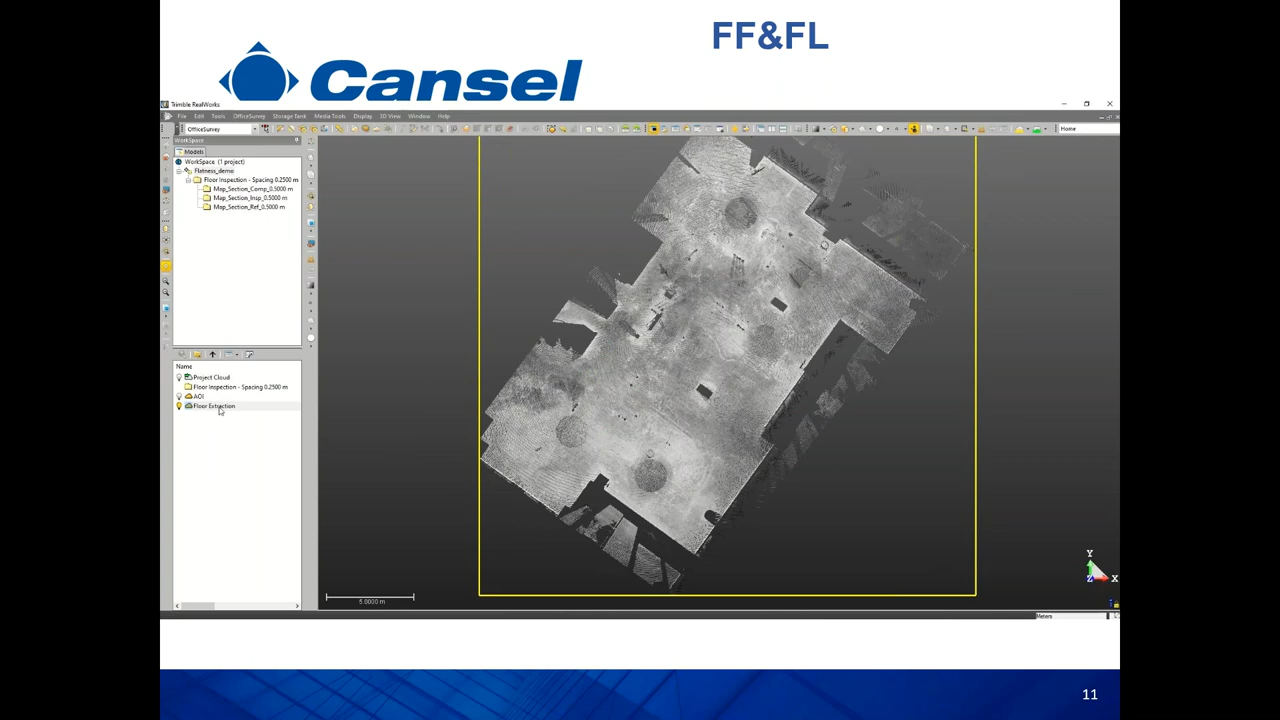 FF&FL
Cansel
Trimble RealWorks
File Edit Tools OfficeSurvey Storage Tank Media Tools Display 3D View Window Help
OfficeSurvey
Home
WorkSpace
Models
WorkSpace (1 project)
Flatness_demo
Floor Inspection - Spacing 0.2500 m
Map_Section_Comp_0.5000 m
Map_Section_Insp_0.5000 m
Map_Section_Ref_0.5000 m
Name
Project Cloud
Floor Inspection - Spacing 0.2500 m
AOI
Floor Extraction
5.0000 m
Y
Z
X
Meters
11